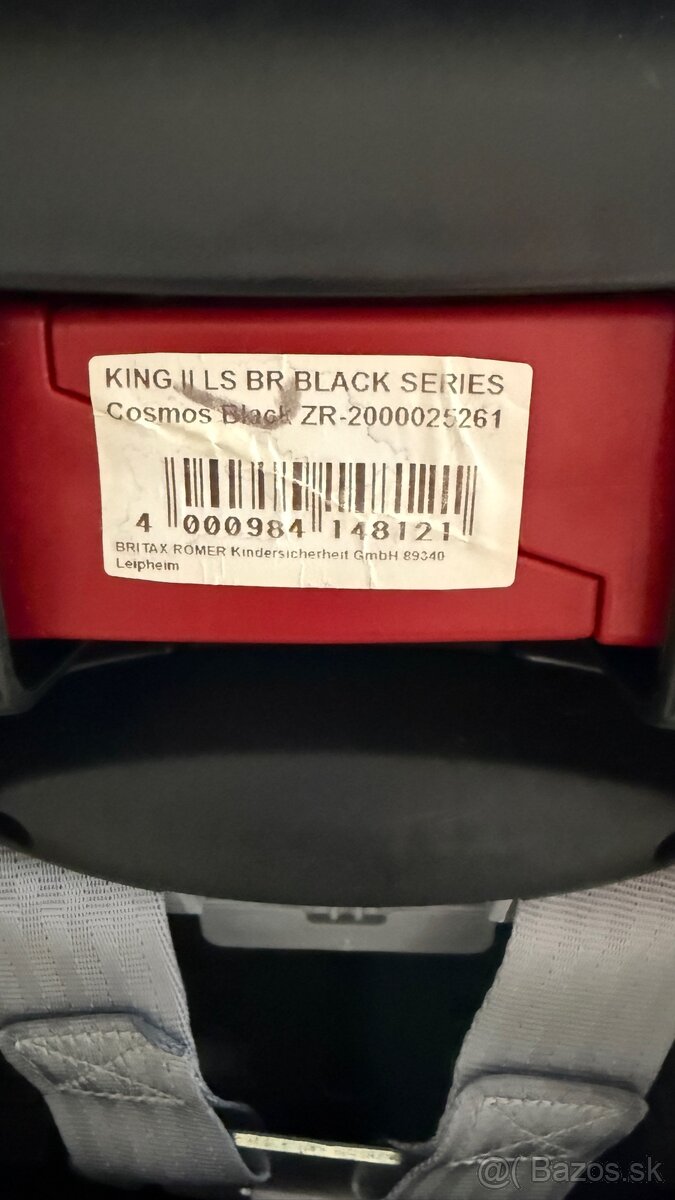 KING II LS BR BLACK SERIES
Cosmos Black ZR-2000025261
4 000984 148121
BRITAX RÖMER Kindersicherheit GmbH 89340
Leipheim
@( Bazos.sk